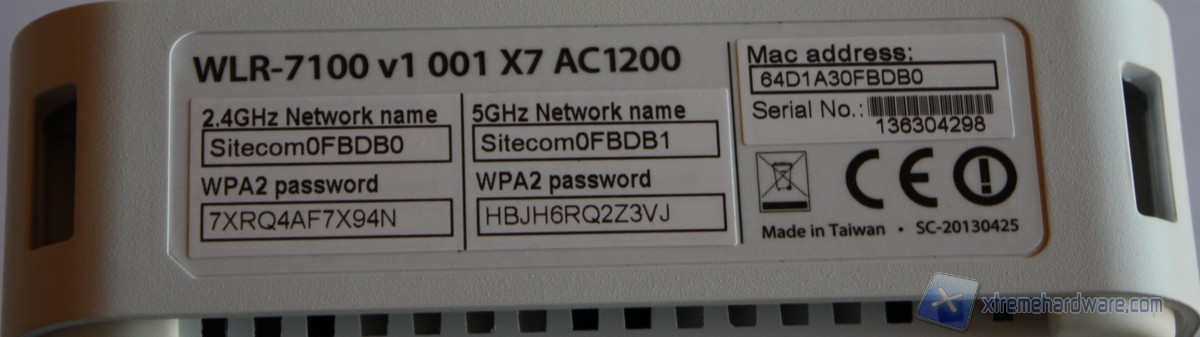 WLR-7100 v1 001 X7 AC1200
2.4GHz Network name
Sitecom0FBDB0
WPA2 password
7XRQ4AF7X94N
5GHz Network name
Sitecom0FBDB1
WPA2 password
HBJH6RQ2Z3VJ
Mac address:
64D1A30FBDB0
Serial No.:
136304298
CE
Made in Taiwan • SC-20130425
xtremehardware.com